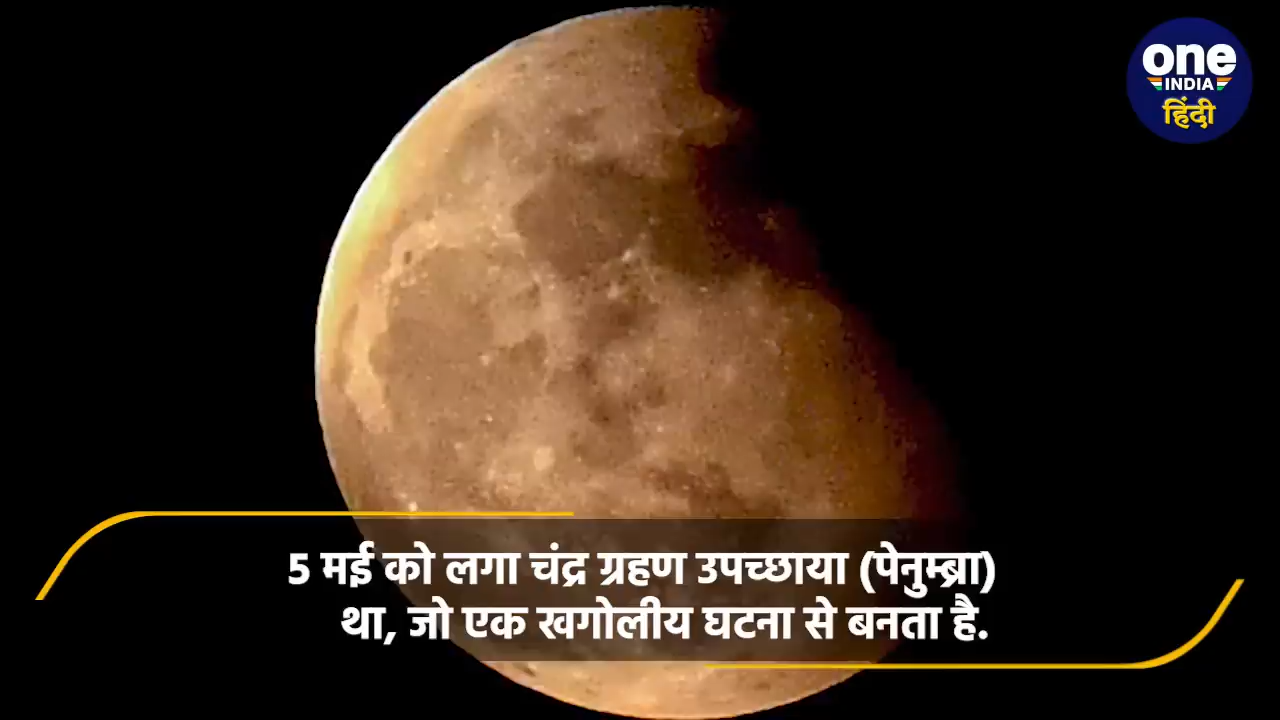 one
INDIA
हिंदी
5 मई को लगा चंद्र ग्रहण उपच्छाया (पेनुम्ब्रा)
था, जो एक खगोलीय घटना से बनता है.